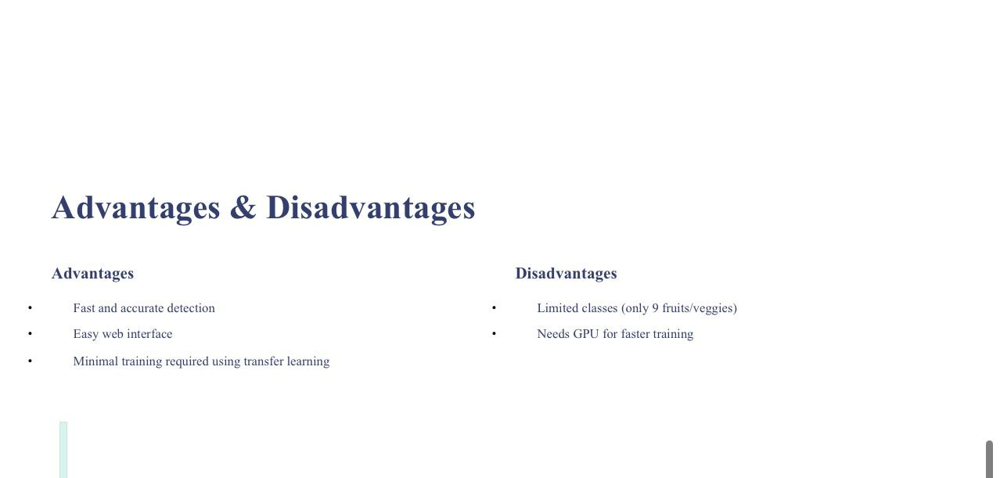 Advantages & Disadvantages
Advantages
• Fast and accurate detection
• Easy web interface
• Minimal training required using transfer learning
Disadvantages
• Limited classes (only 9 fruits/veggies)
• Needs GPU for faster training